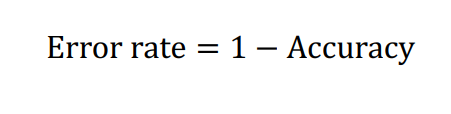 Error rate = 1 − Accuracy